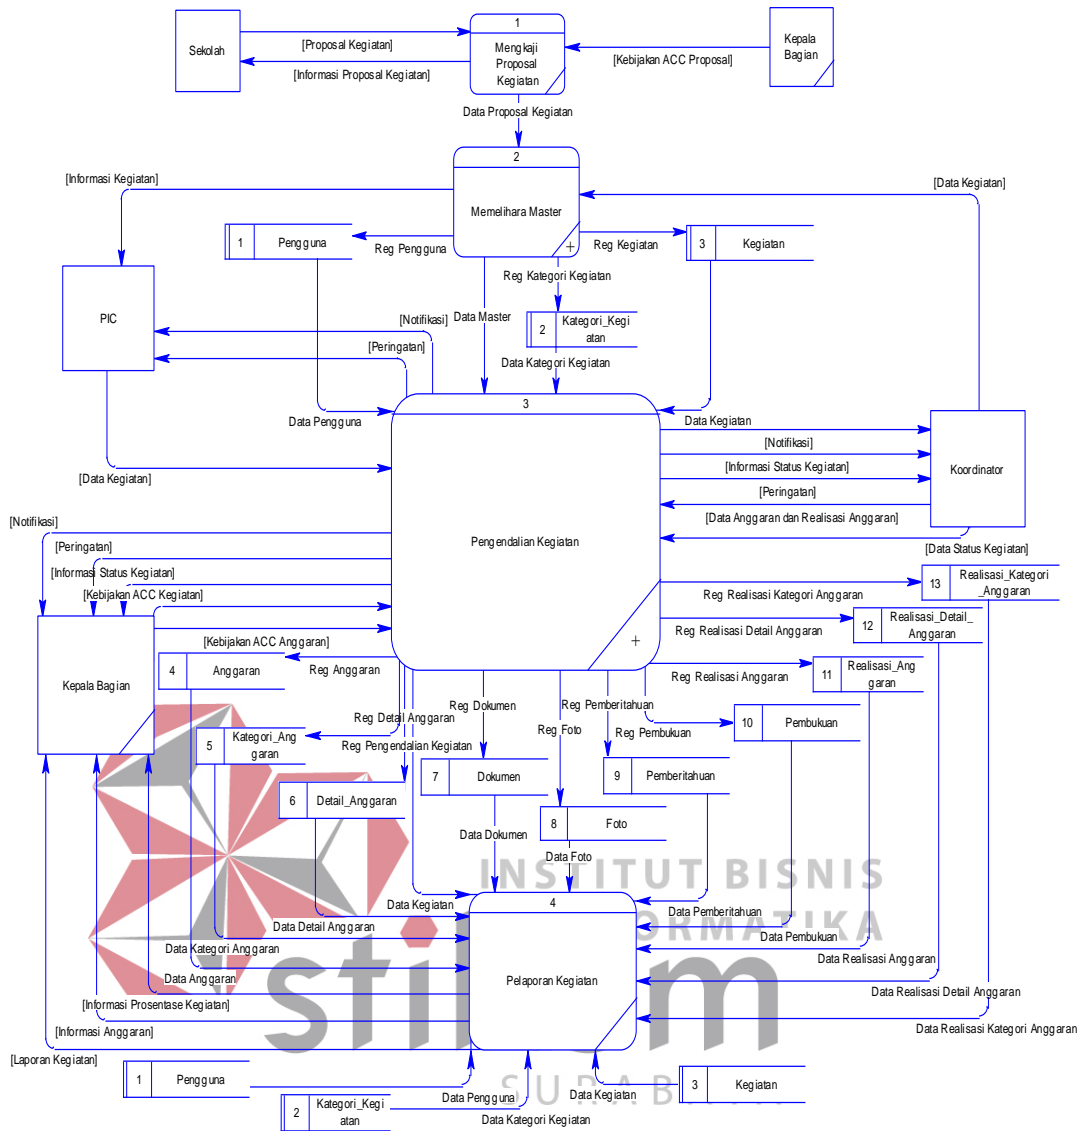 Sekolah
[Proposal Kegiatan]
[Informasi Proposal Kegiatan]
1
Mengkaji
Proposal
Kegiatan
[Kebijakan ACC Proposal]
Kepala
Bagian
Data Proposal Kegiatan
2
Memelihara Master
+
[Informasi Kegiatan]
[Data Kegiatan]
1
Pengguna
Reg Pengguna
Reg Kegiatan
3
Kegiatan
Reg Kategori Kegiatan
PIC
Data Master
2
Kategori_Kegi
atan
[Notifikasi]
[Peringatan]
Data Kategori Kegiatan
3
Pengendalian Kegiatan
+
Data Pengguna
Data Kegiatan
[Data Kegiatan]
[Notifikasi]
[Informasi Status Kegiatan]
[Peringatan]
[Data Anggaran dan Realisasi Anggaran]
Koordinator
[Data Status Kegiatan]
[Notifikasi]
[Peringatan]
[Informasi Status Kegiatan]
[Kebijakan ACC Kegiatan]
[Kebijakan ACC Anggaran]
Kepala Bagian
Reg Realisasi Kategori Anggaran
13
Realisasi_Kategori
_Anggaran
Reg Realisasi Detail Anggaran
12
Realisasi_Detail_
Anggaran
4
Anggaran
Reg Anggaran
Reg Realisasi Anggaran
11
Realisasi_Ang
garan
Reg Detail Anggaran
Reg Dokumen
Reg Pemberitahuan
Reg Foto
Reg Pembukuan
10
Pembukuan
5
Kategori_Ang
garan
Reg Pengendalian Kegiatan
7
Dokumen
9
Pemberitahuan
6
Detail_Anggaran
8
Foto
Data Dokumen
Data Foto
INSTITUT BISNIS
4
Pelaporan Kegiatan
Data Kegiatan
Data Pemberitahuan
Data Detail Anggaran
ORMATIKA
Data Pembukuan
Data Kategori Anggaran
Data Realisasi Anggaran
Data Anggaran
Data Realisasi Detail Anggaran
[Informasi Prosentase Kegiatan]
[Informasi Anggaran]
Data Realisasi Kategori Anggaran
[Laporan Kegiatan]
1
Pengguna
Data Pengguna
3
Kegiatan
Data Kegiatan
2
Kategori_Kegi
atan
Data Kategori Kegiatan